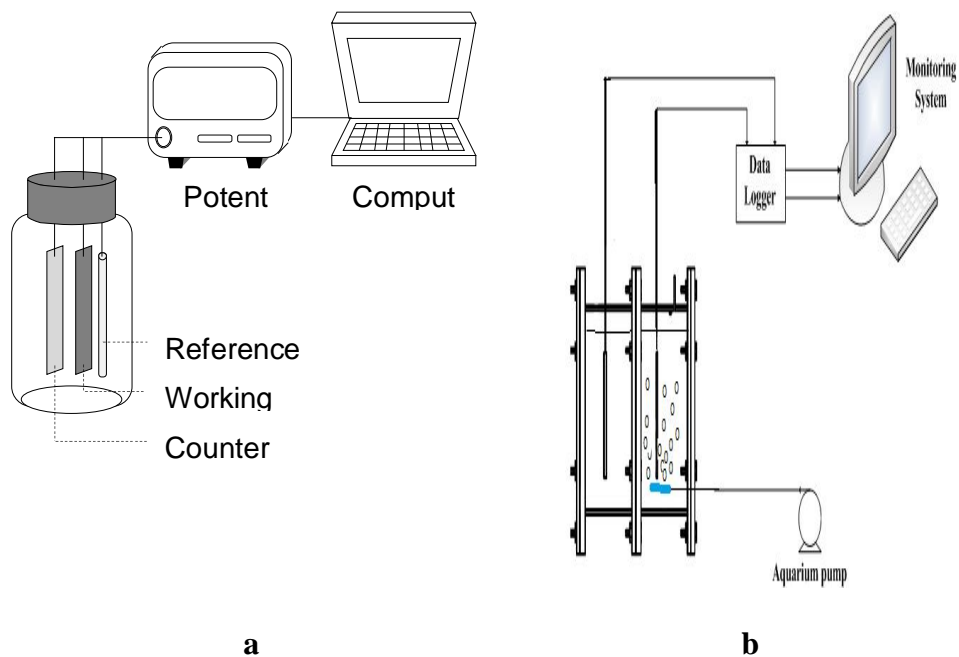 Potent
Comput
Reference
Working
Counter
a
Monitoring
System
Data
Logger
Aquarium pump
b